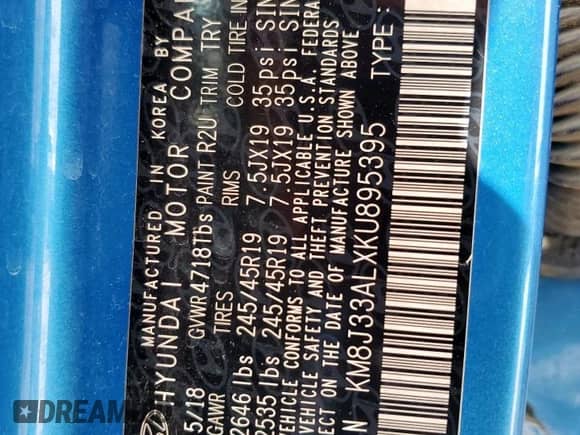 MANUFACTURED IN KOREA BY
HYUNDAI MOTOR COMPA
5/18 GVWR 4718lbs PAINT R2U TRIM TRY
GAWR TIRES RIMS COLD TIRE IN
2646 lbs 245/45R19 7.5JX19 35psi SIN
2535 lbs 245/45R19 7.5JX19 35psi SIN
VEHICLE CONFORMS TO ALL APPLICABLE U.S.A. FEDERA
VEHICLE SAFETY AND THEFT PREVENTION STANDARDS
ECT ON THE DATE OF MANUFACTURE SHOWN ABOVE
N KM8J33ALXKU895395 TYPE:
DREAM